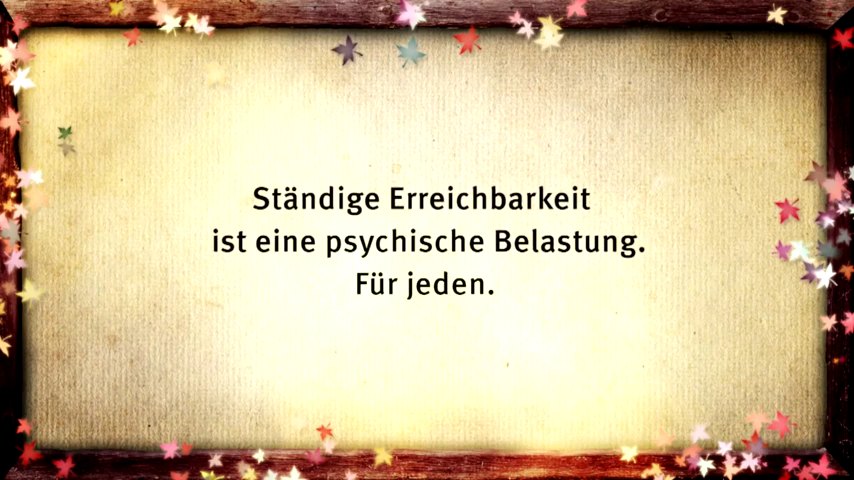 Ständige Erreichbarkeit
ist eine psychische Belastung.
Für jeden.